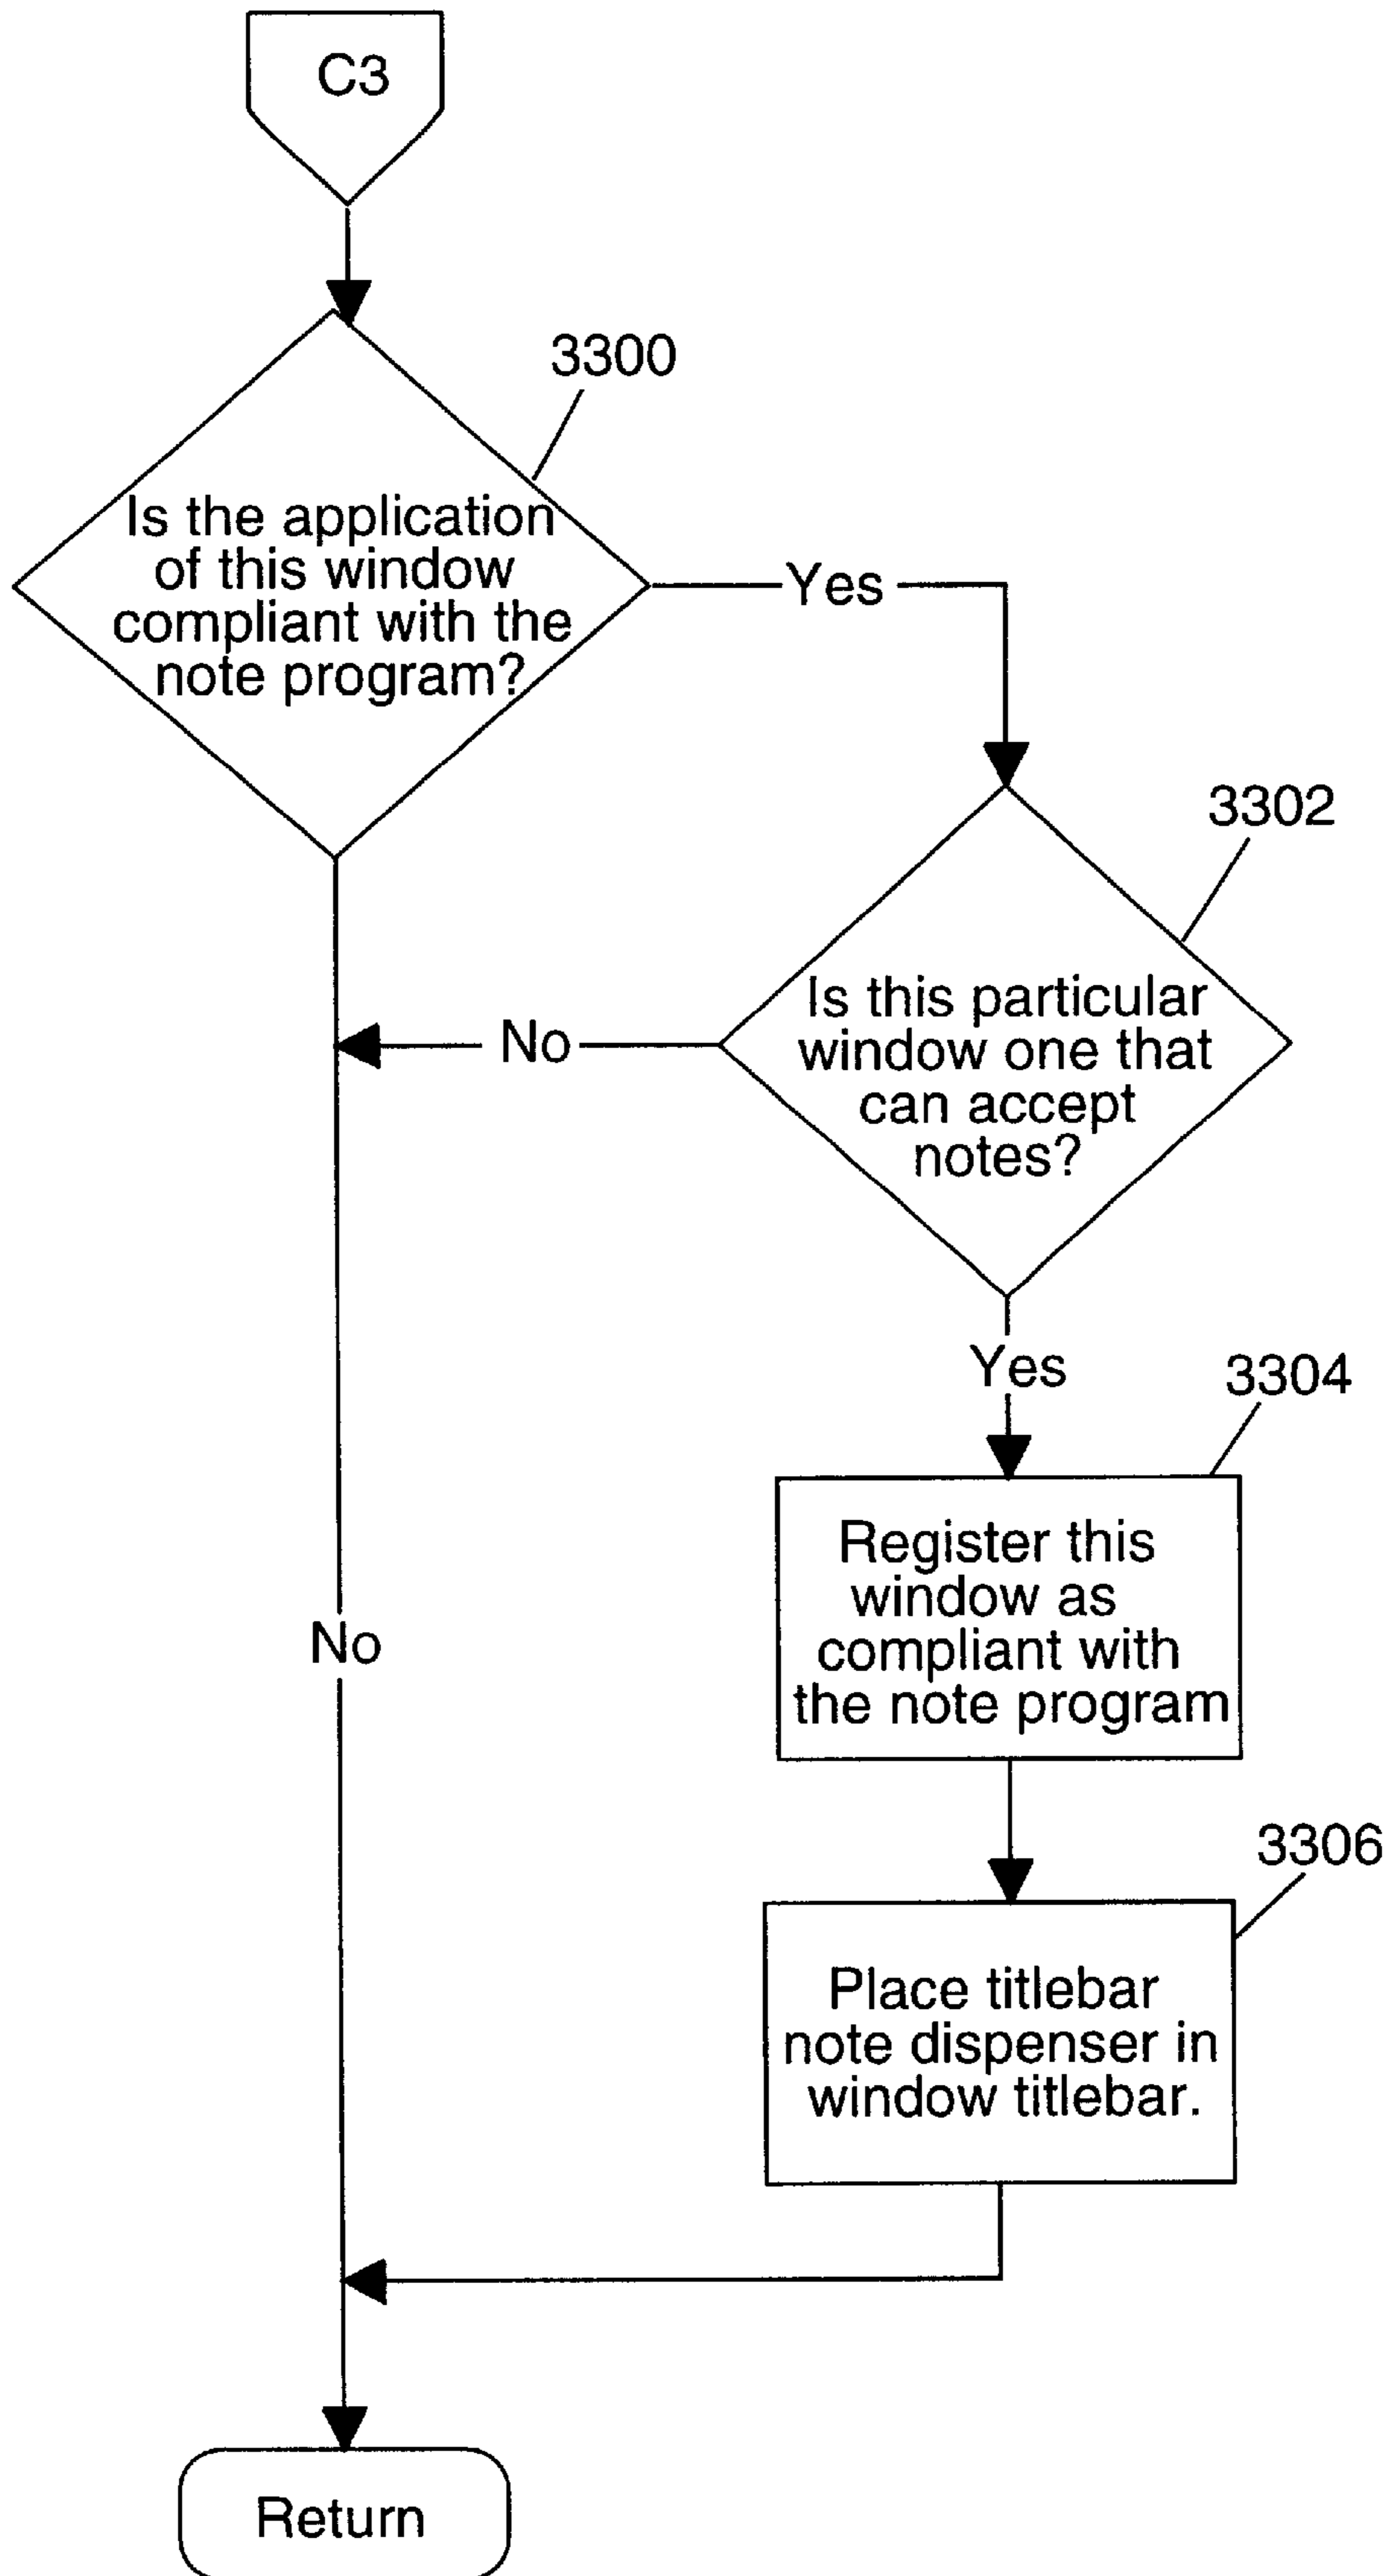 C3
3300
Is the application
of this window
compliant with the
note program?
Yes
3302
Is this particular
window one that
can accept
notes?
No
Yes
3304
Register this
window as
compliant with
the note program
No
3306
Place titlebar
note dispenser in
window titlebar.
Return